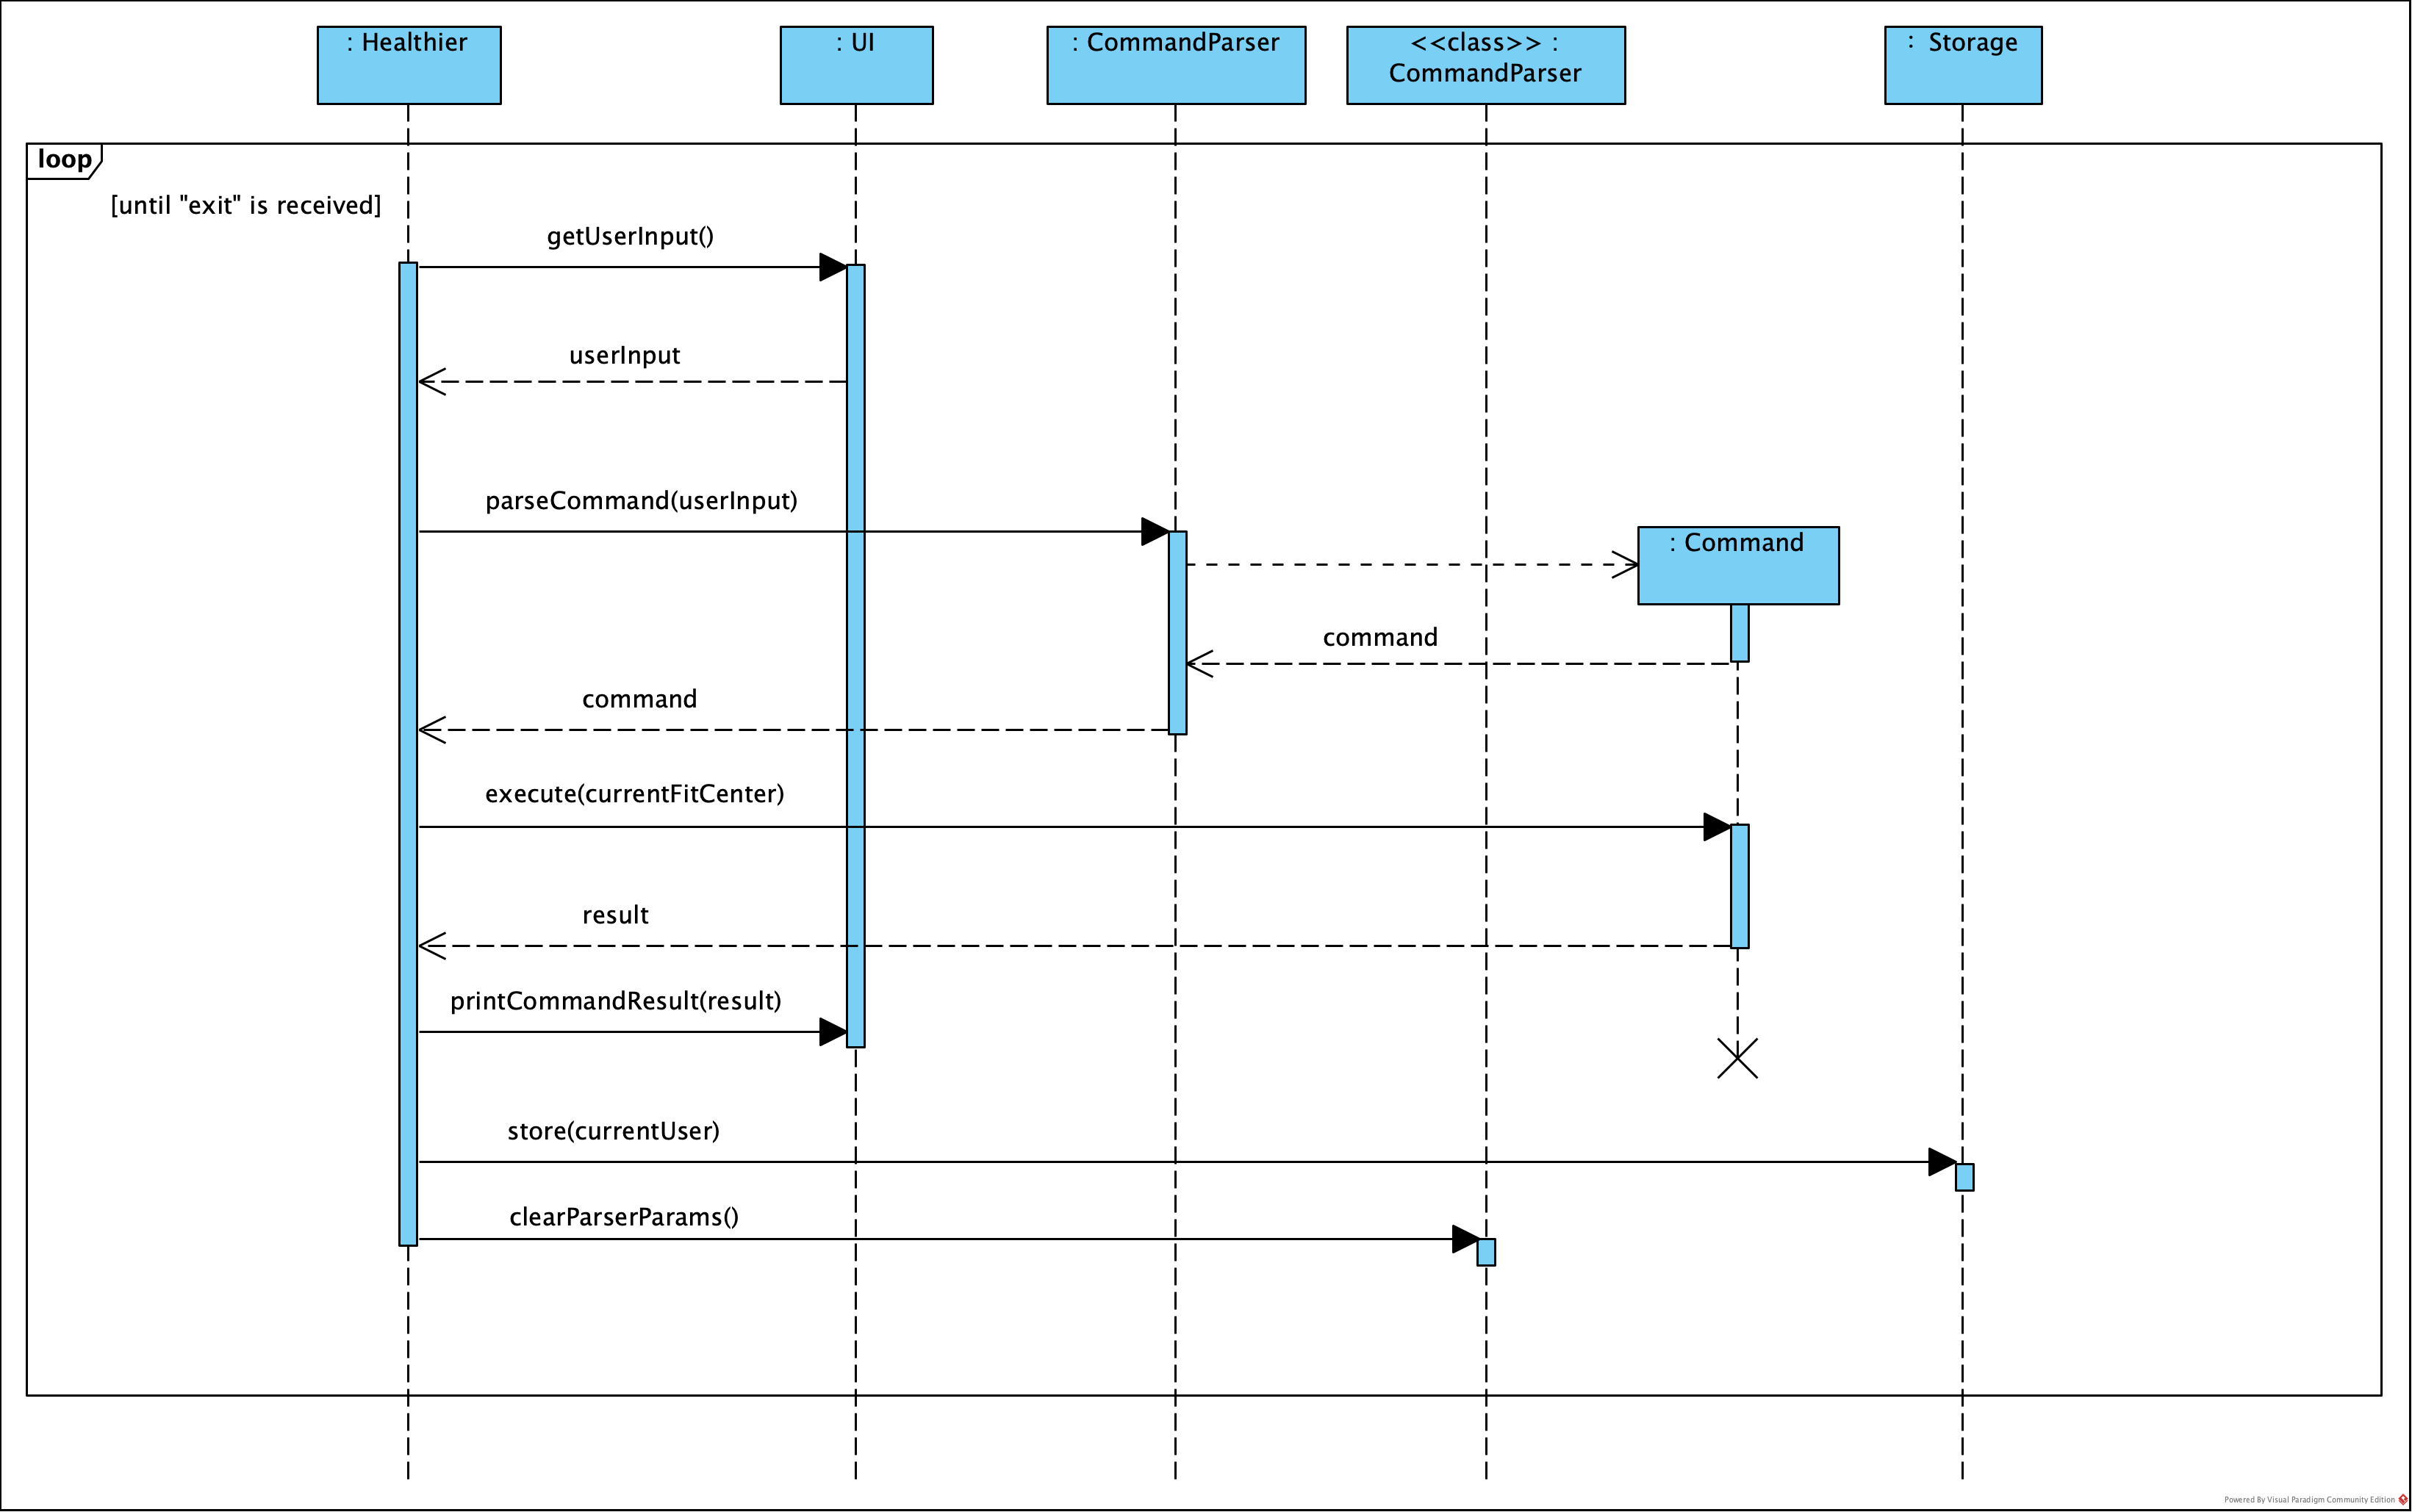 : Healthier
: UI
: CommandParser
<<class>> :
CommandParser
: Storage
loop
[until "exit" is received]
getUserInput()
userInput
parseCommand(userInput)
: Command
command
command
execute(currentFitCenter)
result
printCommandResult(result)
store(currentUser)
clearParserParams()
Powered By Visual Paradigm Community Edition